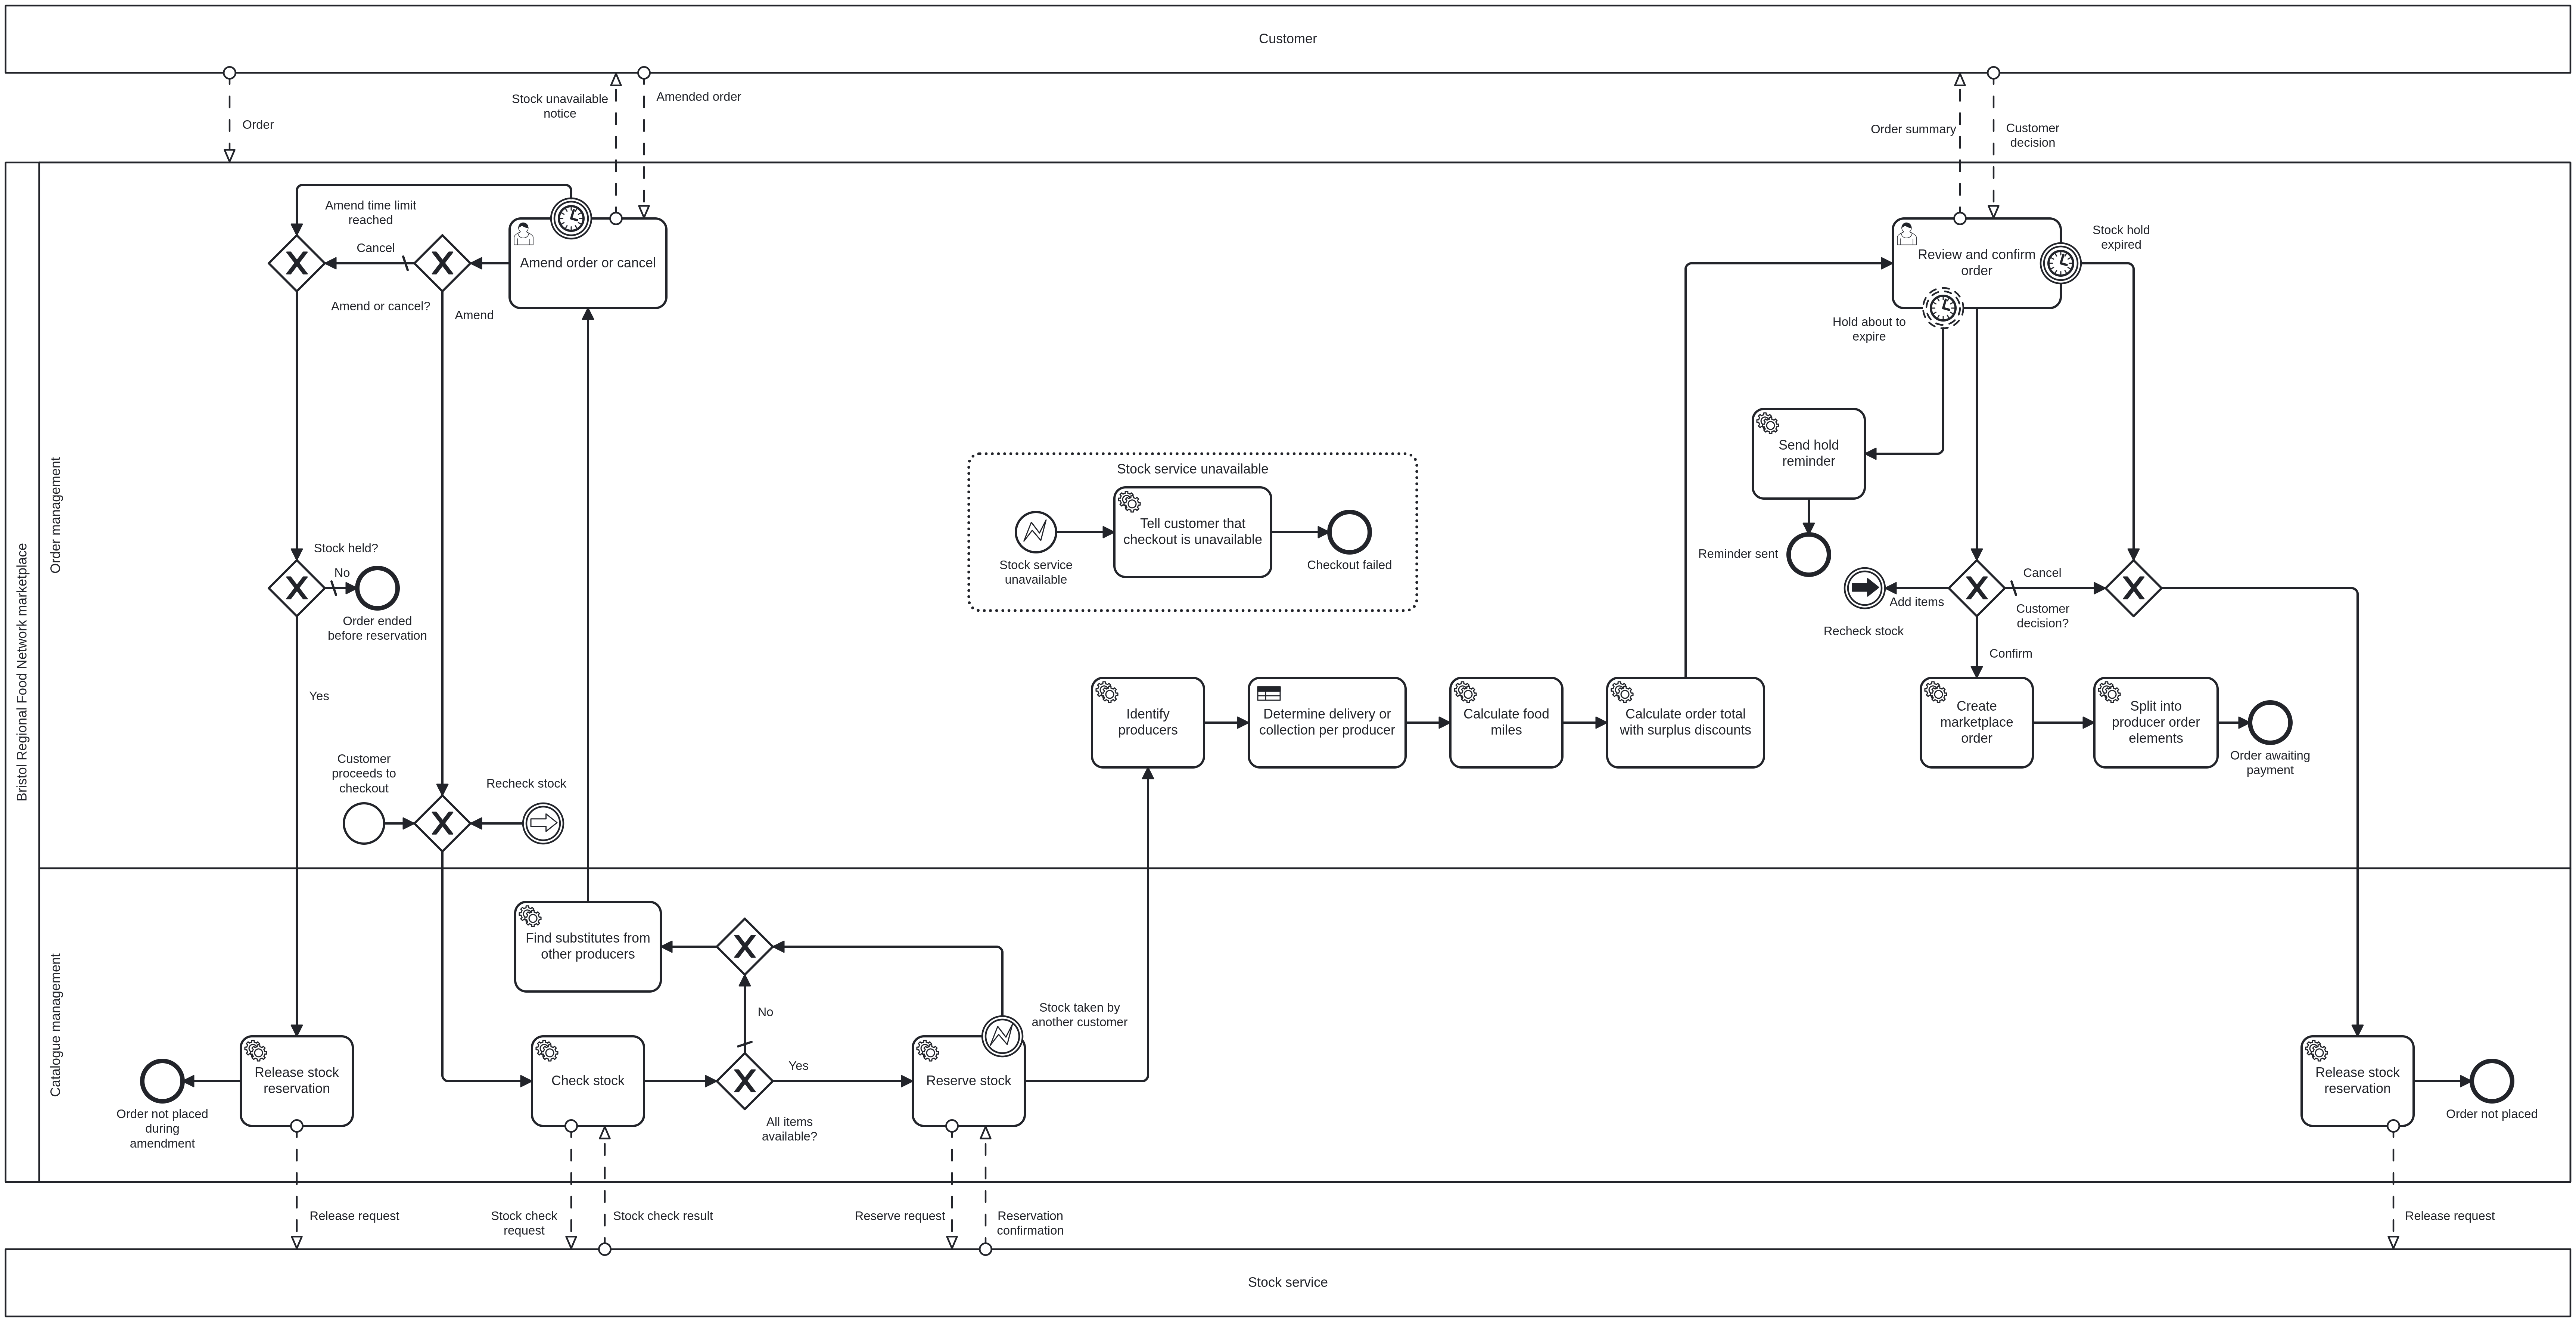 Customer
Order
Stock unavailable
notice
Amended order
Order summary
Customer
decision
Bristol Regional Food Network marketplace
Order management
Amend time limit
reached
Cancel
Amend or cancel?
Amend
Amend order or cancel
Review and confirm
order
Stock hold
expired
Hold about to
expire
Send hold
reminder
Reminder sent
Stock service unavailable
Stock service
unavailable
Tell customer that
checkout is unavailable
Checkout failed
Stock held?
No
Order ended
before reservation
Yes
Add items
Recheck stock
Cancel
Customer
decision?
Confirm
Identify
producers
Determine delivery or
collection per producer
Calculate food
miles
Calculate order total
with surplus discounts
Create
marketplace
order
Split into
producer order
elements
Order awaiting
payment
Customer
proceeds to
checkout
Recheck stock
Catalogue management
Find substitutes from
other producers
No
Stock taken by
another customer
Order not placed
during
amendment
Release stock
reservation
Check stock
Yes
All items
available?
Reserve stock
Release stock
reservation
Order not placed
Release request
Stock check
request
Stock check result
Reserve request
Reservation
confirmation
Release request
Stock service